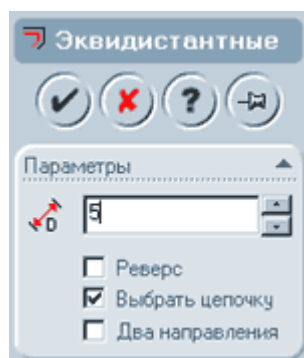 Эквидистантные
?
Параметры
D
5
Реверс
Выбрать цепочку
Два направления